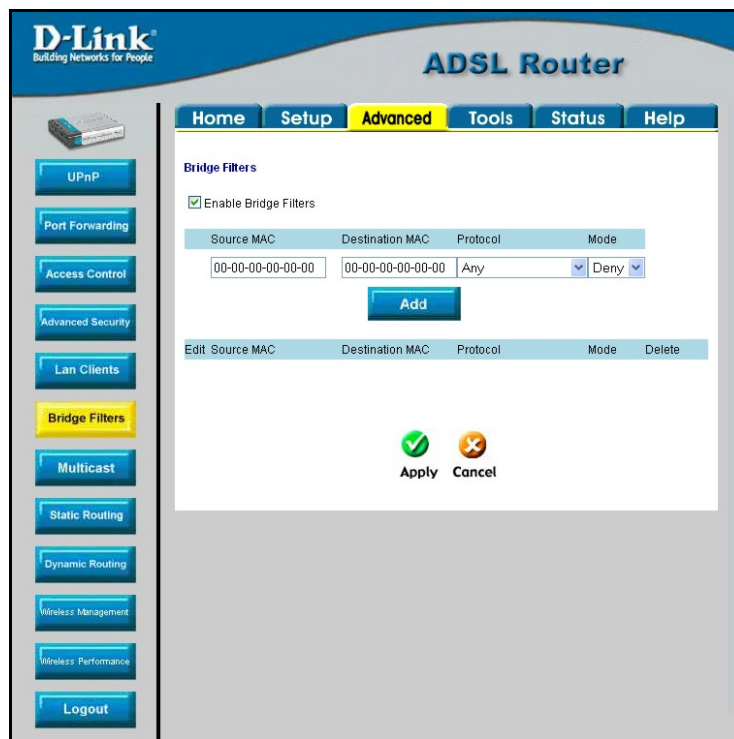 D-Link®
Building Networks for People
ADSL Router
Home Setup Advanced Tools Status Help
UPnP
Port Forwarding
Access Control
Advanced Security
Lan Clients
Bridge Filters
Multicast
Static Routing
Dynamic Routing
Wireless Management
Wireless Performance
Logout
Bridge Filters
Enable Bridge Filters
Source MAC Destination MAC Protocol Mode
00-00-00-00-00-00 00-00-00-00-00-00 Any Deny
Add
Edit Source MAC Destination MAC Protocol Mode Delete
Apply Cancel